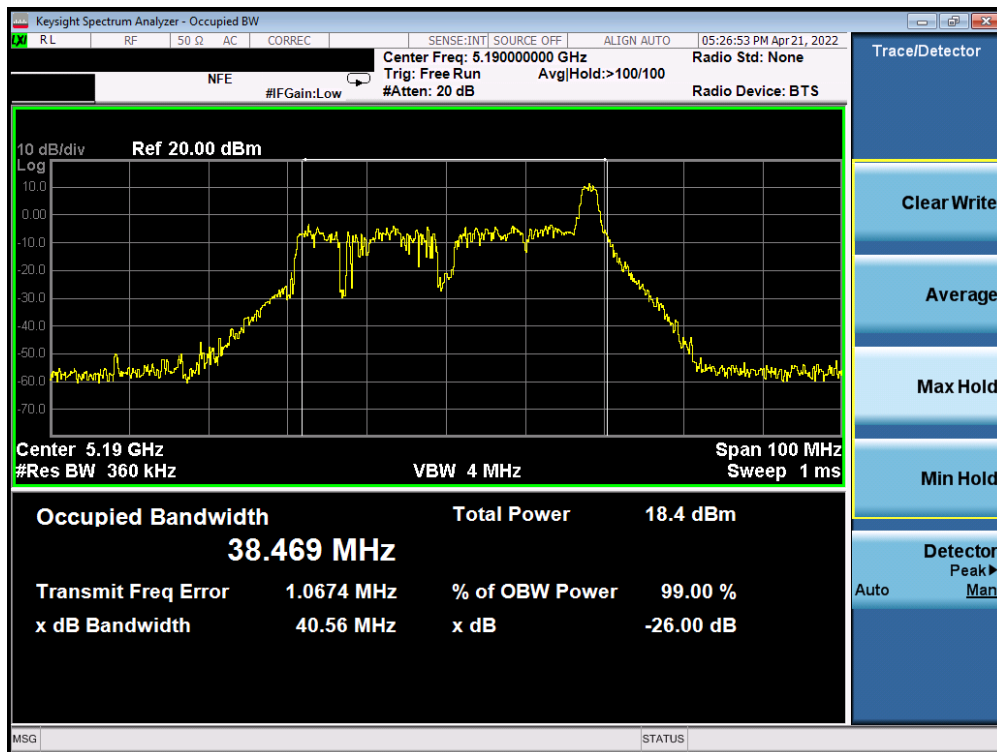 Keysight Spectrum Analyzer - Occupied BW
LXI RL RF 50 Ω AC CORREC SENSE:INT SOURCE OFF ALIGN AUTO 05:26:53 PM Apr 21, 2022
Center Freq: 5.190000000 GHz Radio Std: None
NFE Trig: Free Run Avg|Hold:>100/100
#IFGain:Low #Atten: 20 dB Radio Device: BTS
Trace/Detector
10 dB/div Ref 20.00 dBm
Log
10.0
0.00
-10.0
-20.0
-30.0
-40.0
-50.0
-60.0
-70.0
Center 5.19 GHz Span 100 MHz
#Res BW 360 kHz VBW 4 MHz Sweep 1 ms
Occupied Bandwidth Total Power 18.4 dBm
38.469 MHz
Transmit Freq Error 1.0674 MHz % of OBW Power 99.00 %
x dB Bandwidth 40.56 MHz x dB -26.00 dB
Clear Write
Average
Max Hold
Min Hold
Detector
Peak▶
Auto Man
MSG STATUS